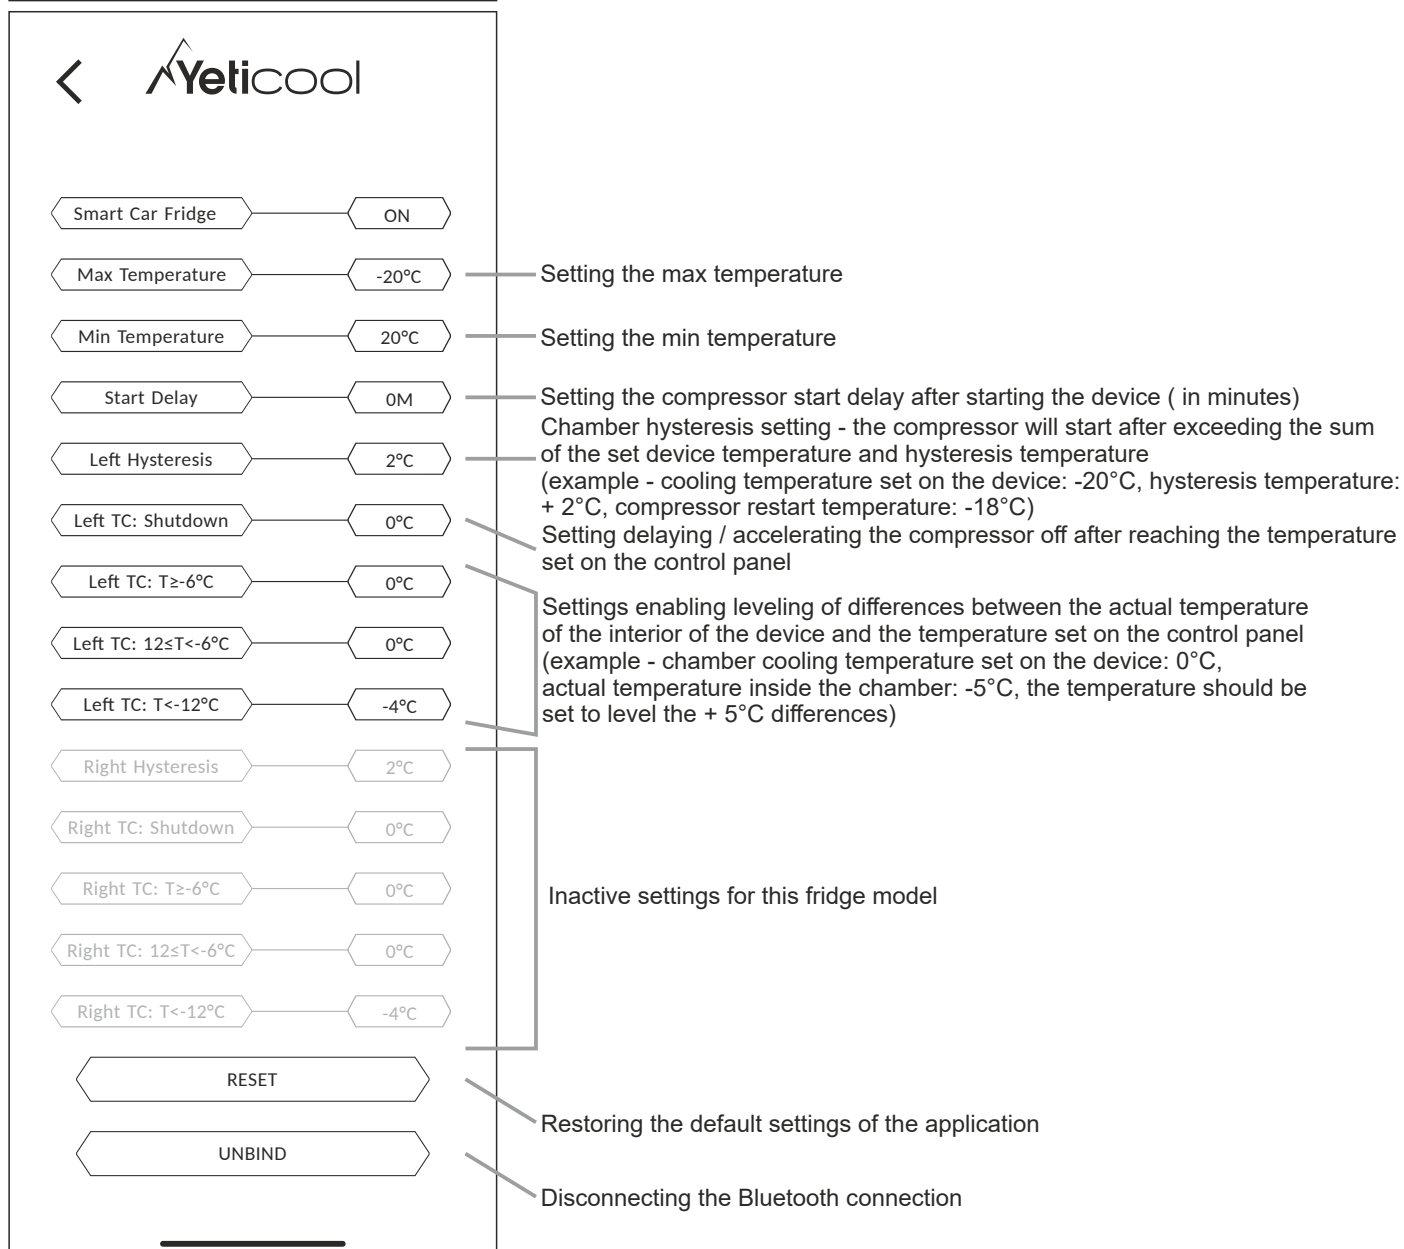 Yeticool
Smart Car Fridge ON
Max Temperature -20°C Setting the max temperature
Min Temperature 20°C Setting the min temperature
Start Delay 0M Setting the compressor start delay after starting the device ( in minutes)
Left Hysteresis 2°C
Chamber hysteresis setting - the compressor will start after exceeding the sum
of the set device temperature and hysteresis temperature
(example - cooling temperature set on the device: -20°C, hysteresis temperature:
+ 2°C, compressor restart temperature: -18°C)
Left TC: Shutdown 0°C
Setting delaying / accelerating the compressor off after reaching the temperature
set on the control panel
Left TC: T≥-6°C 0°C
Left TC: 12≤T<-6°C 0°C
Left TC: T<-12°C -4°C
Settings enabling leveling of differences between the actual temperature
of the interior of the device and the temperature set on the control panel
(example - chamber cooling temperature set on the device: 0°C,
actual temperature inside the chamber: -5°C, the temperature should be
set to level the + 5°C differences)
Right Hysteresis 2°C
Right TC: Shutdown 0°C
Right TC: T≥-6°C 0°C
Right TC: 12≤T<-6°C 0°C
Right TC: T<-12°C -4°C
Inactive settings for this fridge model
RESET
Restoring the default settings of the application
UNBIND
Disconnecting the Bluetooth connection